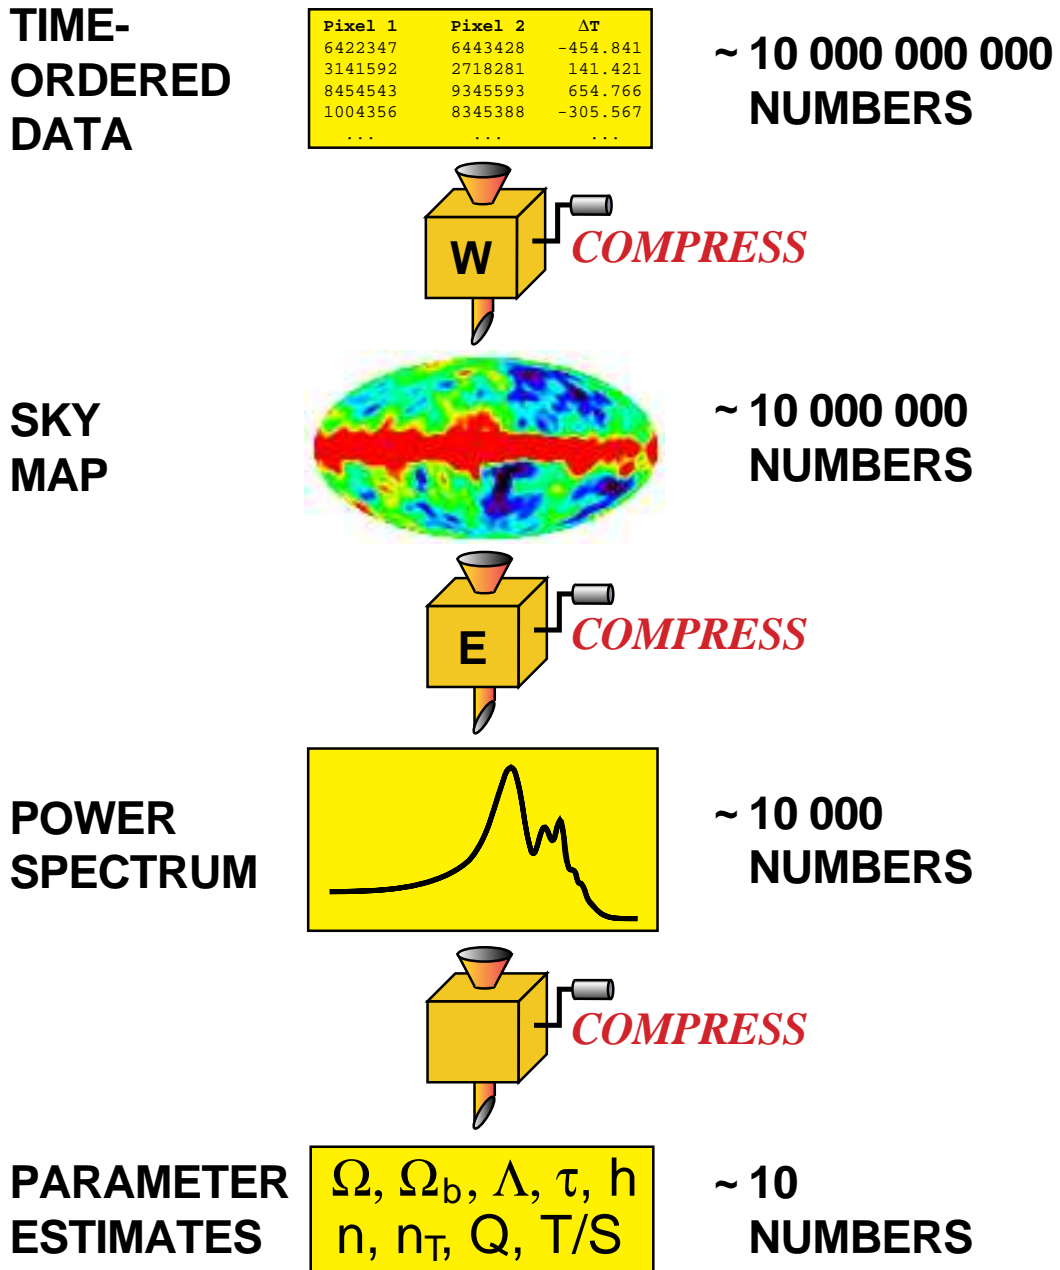 TIME-
ORDERED
DATA
Pixel 1 Pixel 2 ΔT
6422347 6443428 -454.841
3141592 2718281 141.421
8454543 9345593 654.766
1004356 8345388 -305.567
... ... ...
~ 10 000 000 000
NUMBERS
W
COMPRESS
SKY
MAP
~ 10 000 000
NUMBERS
E
COMPRESS
POWER
SPECTRUM
~ 10 000
NUMBERS
COMPRESS
PARAMETER
ESTIMATES
Ω, Ωb, Λ, τ, h
n, nT, Q, T/S
~ 10
NUMBERS